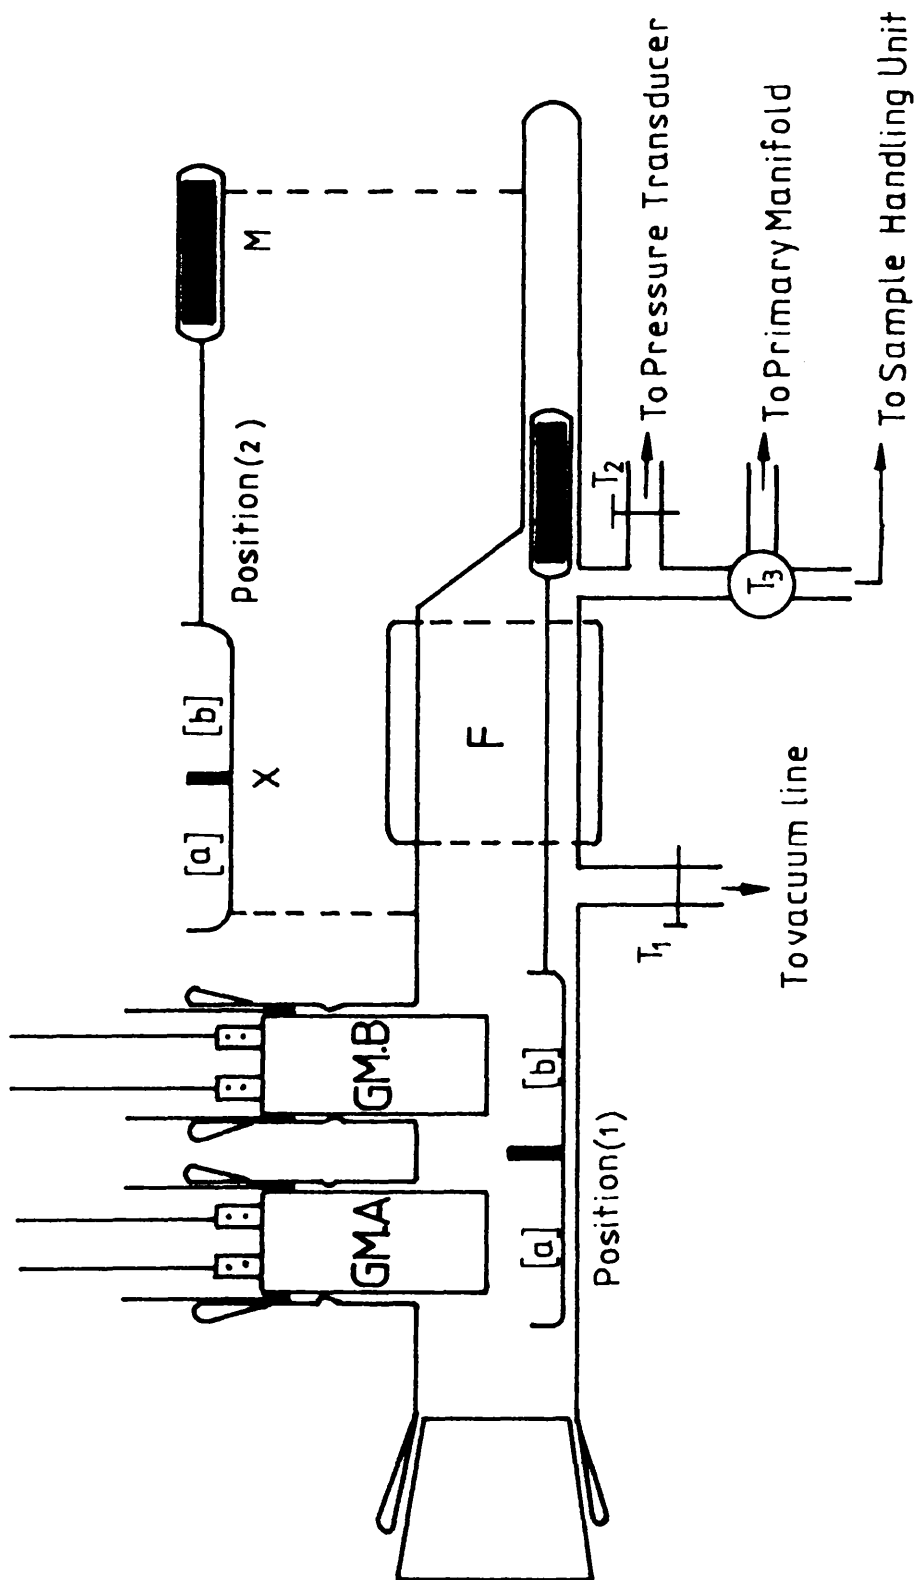 GM.A
GM.B
[a]
[b]
Position(1)
[a]
[b]
X
Position(2)
M
F
T1
To vacuum line
T2
To Pressure Transducer
T3
To Primary Manifold
To Sample Handling Unit